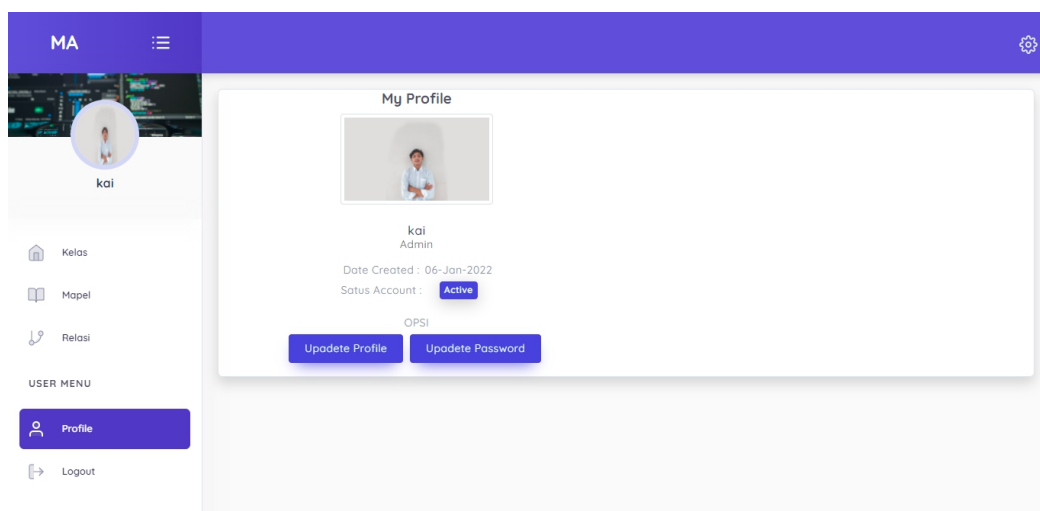 MA
kai
Kelas
Mapel
Relasi
USER MENU
Profile
Logout
My Profile
kai
Admin
Date Created : 06-Jan-2022
Satus Account : Active
OPSI
Upadete Profile Upadete Password